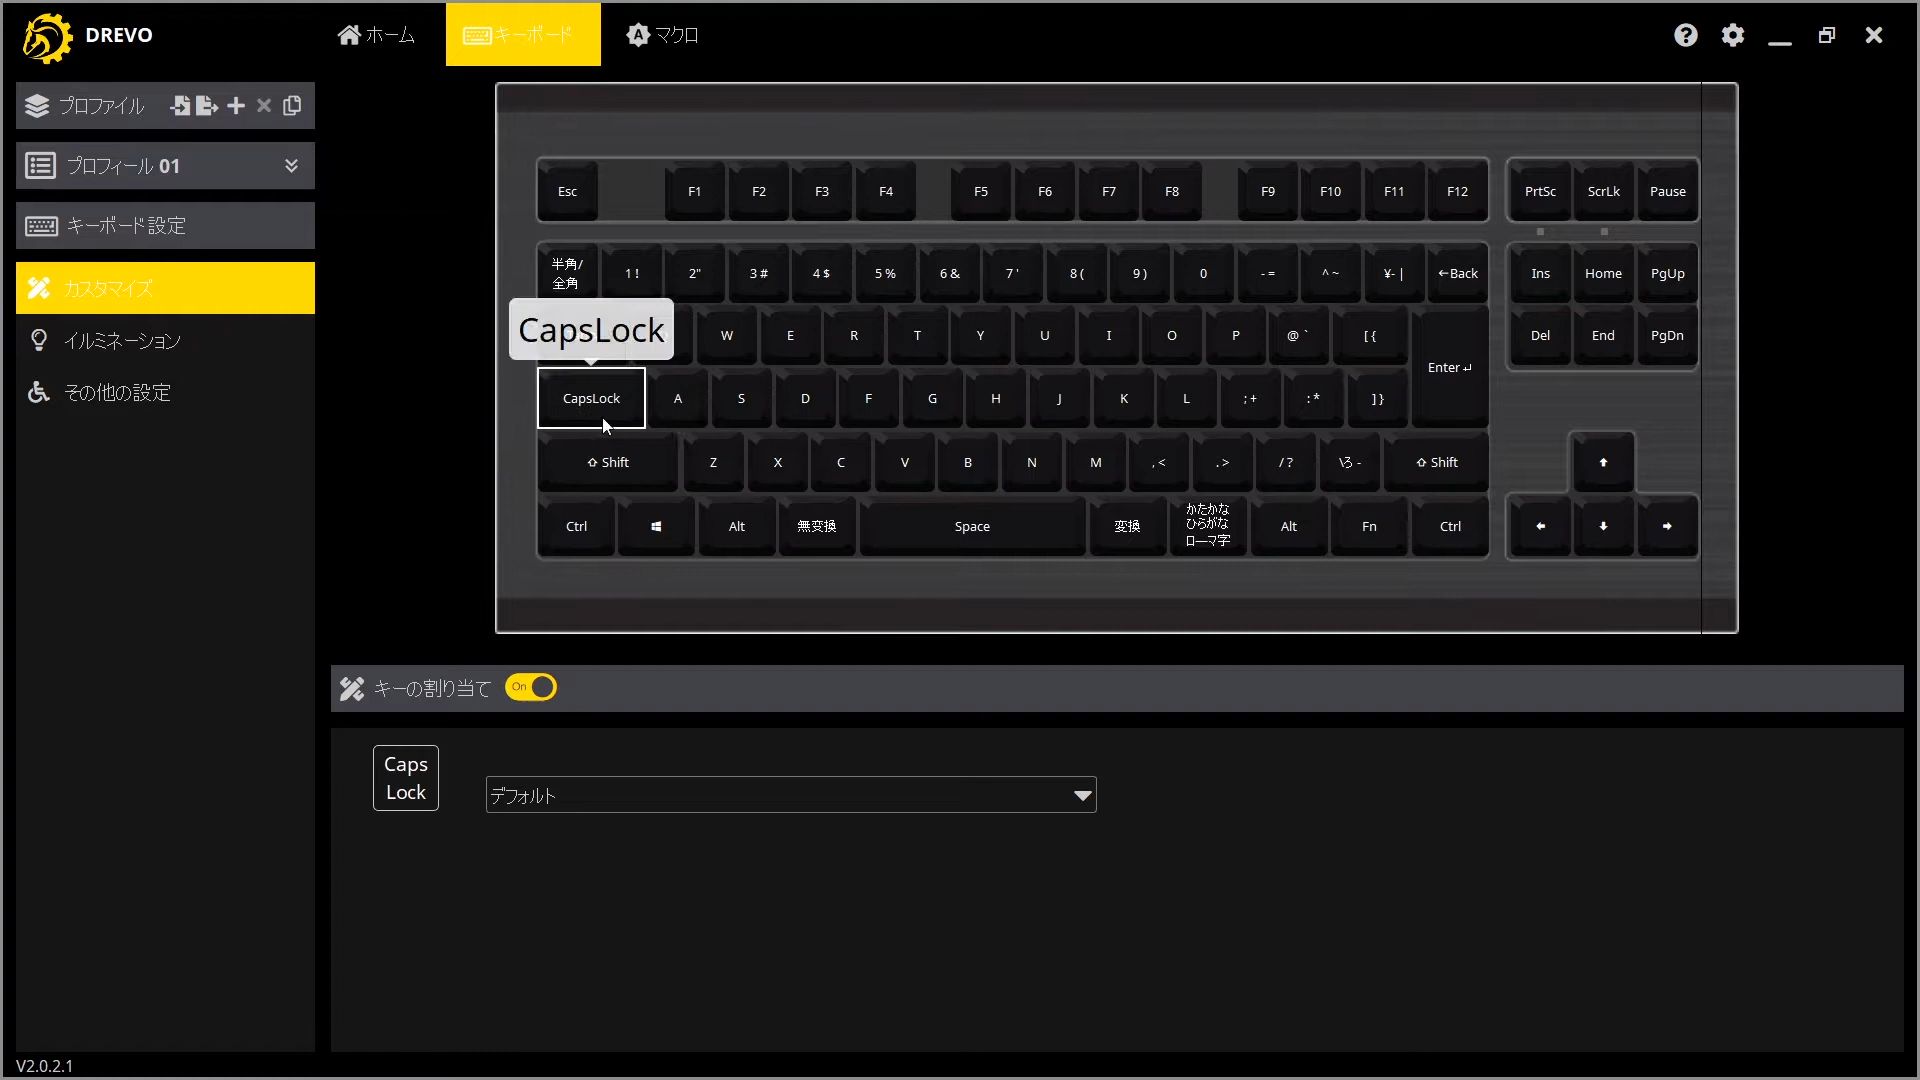 DREVO
ホーム
キーボード
マクロ
プロファイル
プロフィール 01
キーボード設定
カスタマイズ
イルミネーション
その他の設定
Esc F1 F2 F3 F4 F5 F6 F7 F8 F9 F10 F11 F12 PrtSc ScrLk Pause
半角/
全角
1 ! 2" 3 # 4 $ 5 % 6 & 7 ' 8 ( 9 ) 0 - = ^ ~ ¥- | ←Back Ins Home PgUp
CapsLock
W E R T Y U I O P @ ` [ { Enter↵ Del End PgDn
CapsLock A S D F G H J K L ; + : * ] }
⇧ Shift Z X C V B N M , < . > / ? \ろ - ⇧ Shift ↑
Ctrl Alt 無変換 Space 変換
かたかな
ひらがな
ローマ字
Alt Fn Ctrl ← ↓ →
キーの割り当て On
Caps
Lock
デフォルト
V2.0.2.1